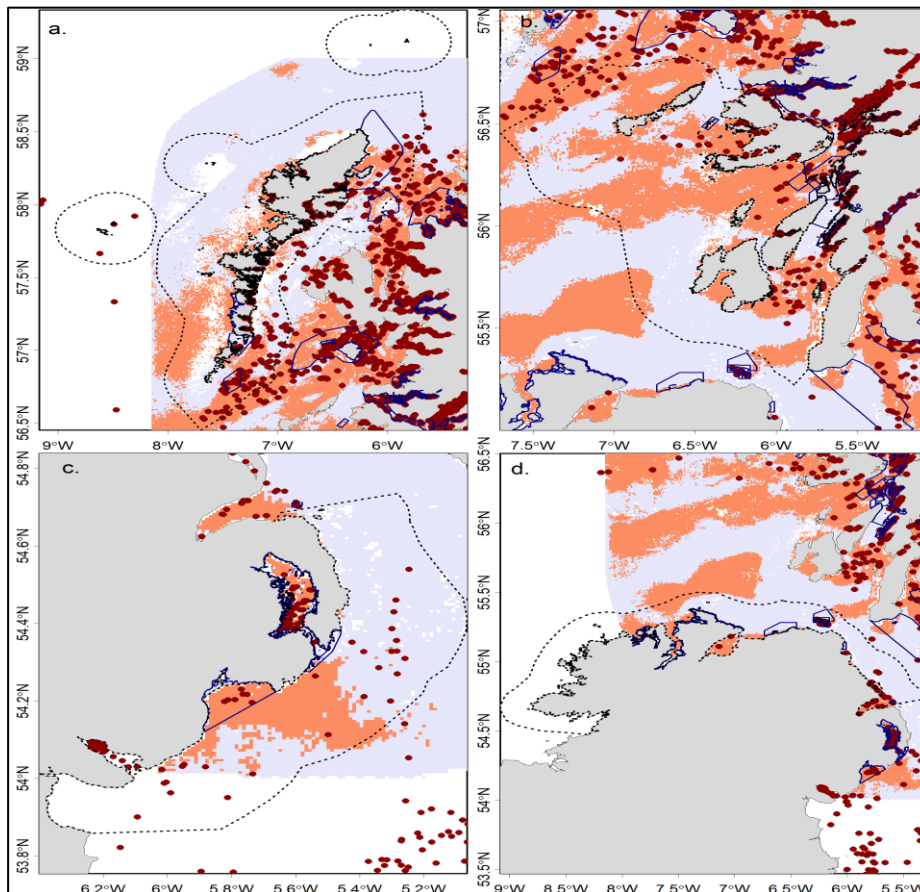 a.
59°N
58.5°N
58°N
57.5°N
57°N
56.5°N
9°W 8°W 7°W 6°W
b
57°N
56.5°N
56°N
55.5°N
7.5°W 7°W 6.5°W 6°W 5.5°W
c.
54.8°N
54.6°N
54.4°N
54.2°N
54°N
53.8°N
6.2°W 6°W 5.8°W 5.6°W 5.4°W 5.2°W
d.
56.5°N
56°N
55.5°N
55°N
54.5°N
54°N
53.5°N
9°W 8.5°W 8°W 7.5°W 7°W 6.5°W 6°W 5.5°W